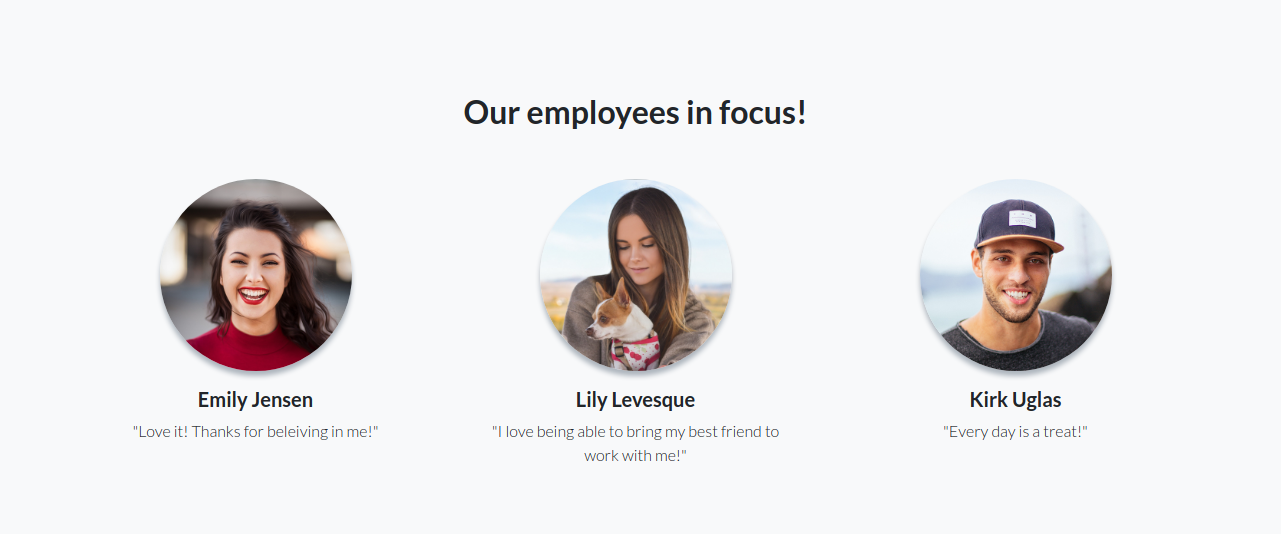 Our employees in focus!
Emily Jensen
"Love it! Thanks for beleiving in me!"
Lily Levesque
"I love being able to bring my best friend to
work with me!"
Kirk Uglas
"Every day is a treat!"